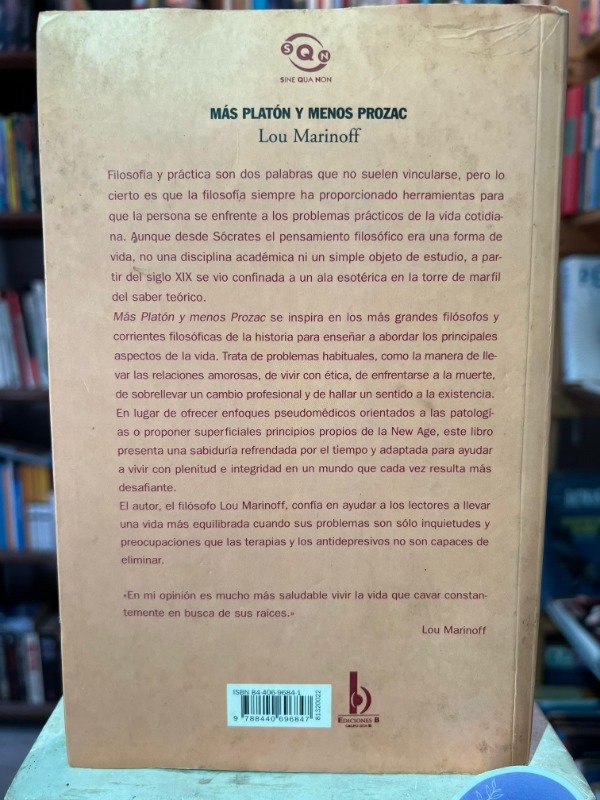 SQN
SINE QUA NON
MÁS PLATÓN Y MENOS PROZAC
Lou Marinoff
Filosofía y práctica son dos palabras que no suelen vincularse, pero lo
cierto es que la filosofía siempre ha proporcionado herramientas para
que la persona se enfrente a los problemas prácticos de la vida cotidia-
na. Aunque desde Sócrates el pensamiento filosófico era una forma de
vida, no una disciplina académica ni un simple objeto de estudio, a par-
tir del siglo XIX se vio confinada a un ala esotérica en la torre de marfil
del saber teórico.
Más Platón y menos Prozac se inspira en los más grandes filósofos y
corrientes filosóficas de la historia para enseñar a abordar los principales
aspectos de la vida. Trata de problemas habituales, como la manera de lle-
var las relaciones amorosas, de vivir con ética, de enfrentarse a la muerte,
de sobrellevar un cambio profesional y de hallar un sentido a la existencia.
En lugar de ofrecer enfoques pseudomédicos orientados a las patologí-
as o proponer superficiales principios propios de la New Age, este libro
presenta una sabiduría refrendada por el tiempo y adaptada para ayudar
a vivir con plenitud e integridad en un mundo que cada vez resulta más
desafiante.
El autor, el filósofo Lou Marinoff, confía en ayudar a los lectores a llevar
una vida más equilibrada cuando sus problemas son sólo inquietudes y
preocupaciones que las terapias y los antidepresivos no son capaces de
eliminar.
«En mi opinión es mucho más saludable vivir la vida que cavar constan-
temente en busca de sus raíces.»
Lou Marinoff
ISBN 84-406-9684-1
9 788440 696847
81320022
EDICIONES B
GRUPO ZETA